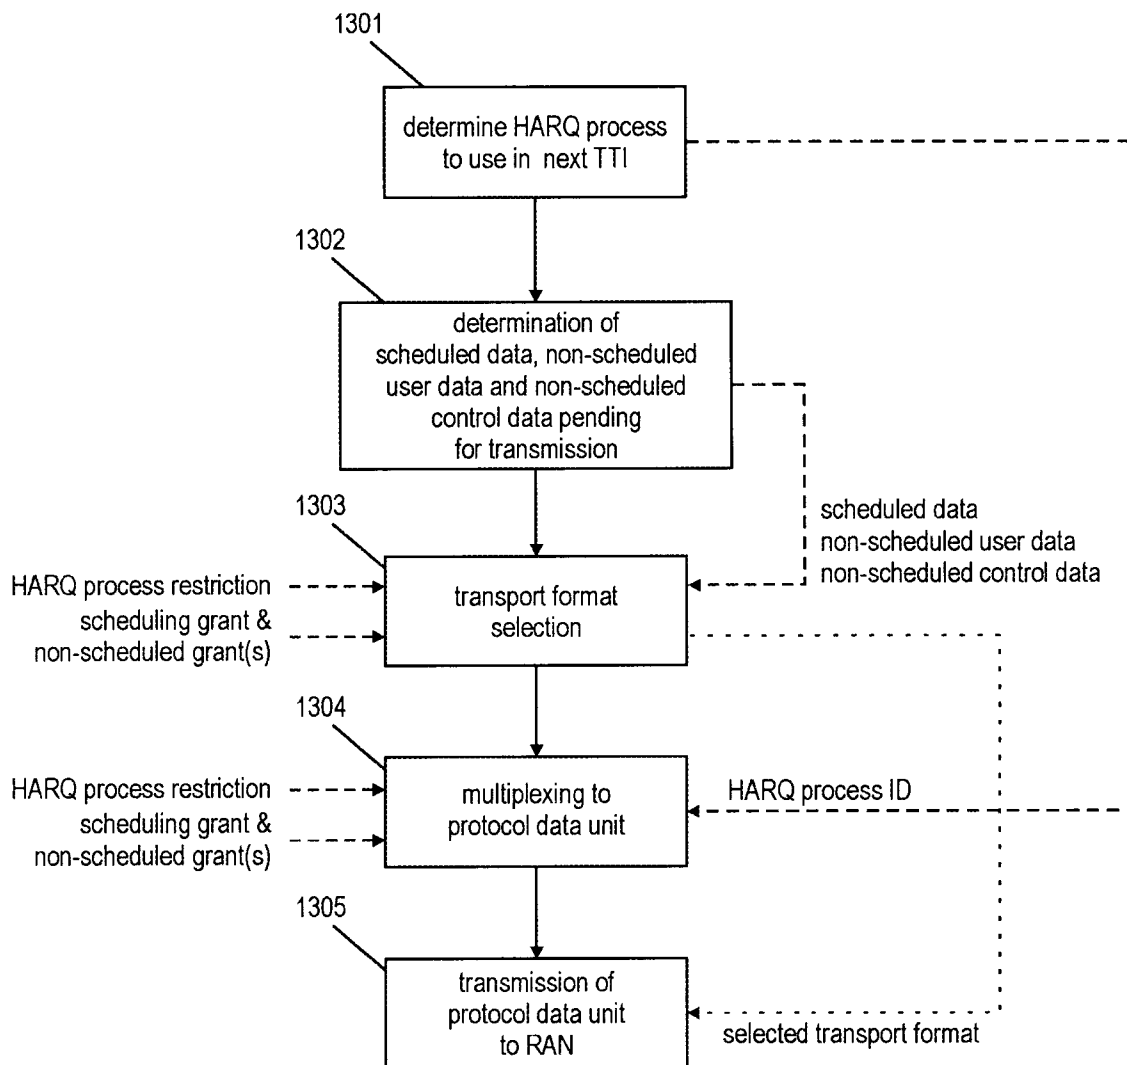 1301
determine HARQ process
to use in next TTI
1302
determination of
scheduled data, non-scheduled
user data and non-scheduled
control data pending
for transmission
scheduled data
non-scheduled user data
non-scheduled control data
1303
HARQ process restriction
scheduling grant &
non-scheduled grant(s)
transport format
selection
1304
HARQ process restriction
scheduling grant &
non-scheduled grant(s)
multiplexing to
protocol data unit
HARQ process ID
1305
transmission of
protocol data unit
to RAN
selected transport format